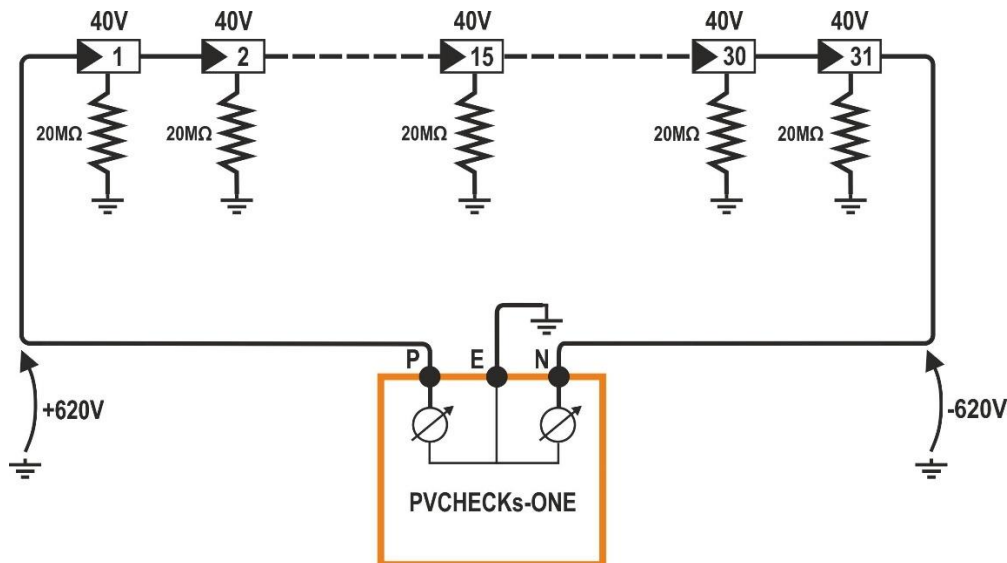 40V 40V 40V 40V 40V
1 2 15 30 31
20MΩ 20MΩ 20MΩ 20MΩ 20MΩ
P E N
+620V -620V
PVCHECKs-ONE